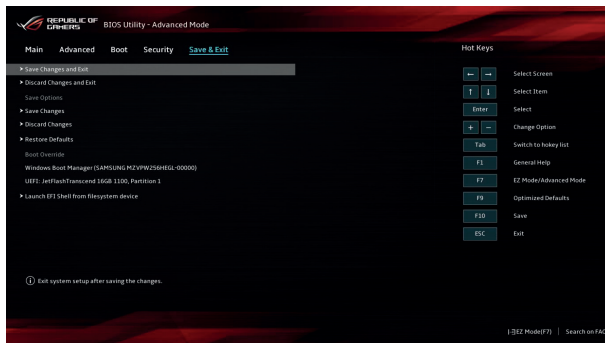 REPUBLIC OF
GAMERS
BIOS Utility - Advanced Mode
Main Advanced Boot Security Save & Exit
Hot Keys
> Save Changes and Exit
> Discard Changes and Exit
Save Options
> Save Changes
> Discard Changes
> Restore Defaults
Boot Override
Windows Boot Manager (SAMSUNG MZVPW256HEGL-00000)
UEFI: JetFlashTranscend 16GB 1100, Partition 1
> Launch EFI Shell from filesystem device
← → Select Screen
↑ ↓ Select Item
Enter Select
+ - Change Option
Tab Switch to hokey list
F1 General Help
F7 EZ Mode/Advanced Mode
F9 Optimized Defaults
F10 Save
ESC Exit
Exit system setup after saving the changes.
EZ Mode(F7) | Search on FAQ